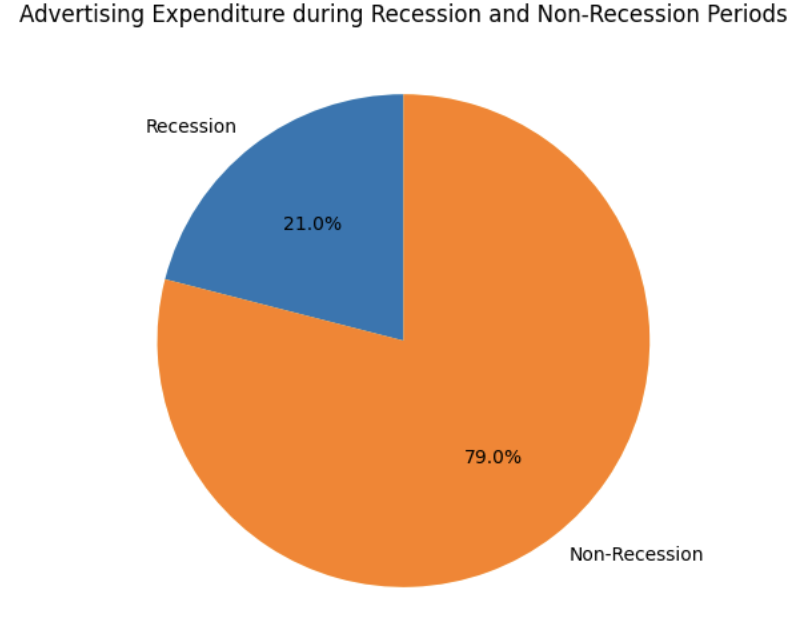 Advertising Expenditure during Recession and Non-Recession Periods
Recession
21.0%
79.0%
Non-Recession